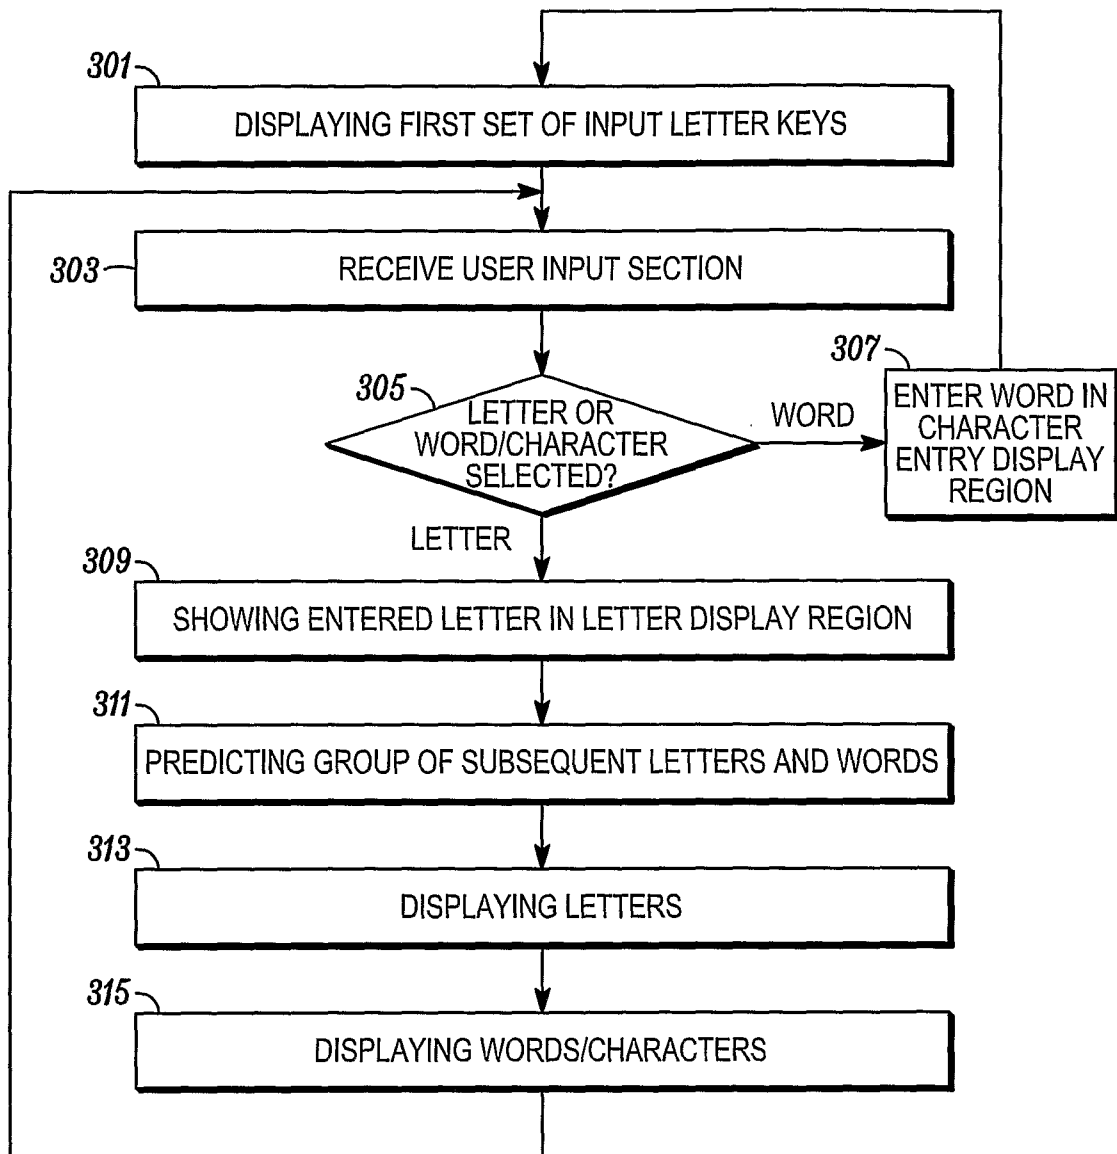 301
DISPLAYING FIRST SET OF INPUT LETTER KEYS
303
RECEIVE USER INPUT SECTION
305
LETTER OR
WORD/CHARACTER
SELECTED?
WORD
307
ENTER WORD IN
CHARACTER
ENTRY DISPLAY
REGION
LETTER
309
SHOWING ENTERED LETTER IN LETTER DISPLAY REGION
311
PREDICTING GROUP OF SUBSEQUENT LETTERS AND WORDS
313
DISPLAYING LETTERS
315
DISPLAYING WORDS/CHARACTERS